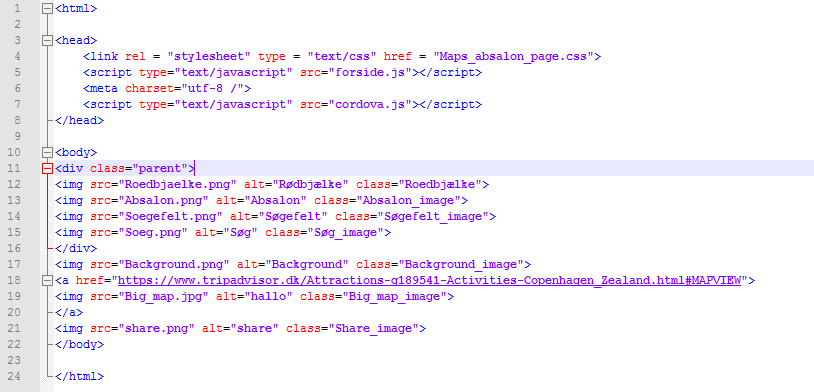 1 <html>
2
3 <head>
4 <link rel = "stylesheet" type = "text/css" href = "Maps_absalon_page.css">
5 <script type="text/javascript" src="forside.js"></script>
6 <meta charset="utf-8 /">
7 <script type="text/javascript" src="cordova.js"></script>
8 </head>
9
10 <body>
11 <div class="parent">
12 <img src="Roedbjaelke.png" alt="Rødbjælke" class="Roedbjælke">
13 <img src="Absalon.png" alt="Absalon" class="Absalon_image">
14 <img src="Soegefelt.png" alt="Søgefelt" class="Søgefelt_image">
15 <img src="Soeg.png" alt="Søg" class="Søg_image">
16 </div>
17 <img src="Background.png" alt="Background" class="Background_image">
18 <a href="https://www.tripadvisor.dk/Attractions-g189541-Activities-Copenhagen_Zealand.html#MAPVIEW">
19 <img src="Big_map.jpg" alt="hallo" class="Big_map_image">
20 </a>
21 <img src="share.png" alt="share" class="Share_image">
22 </body>
23
24 </html>